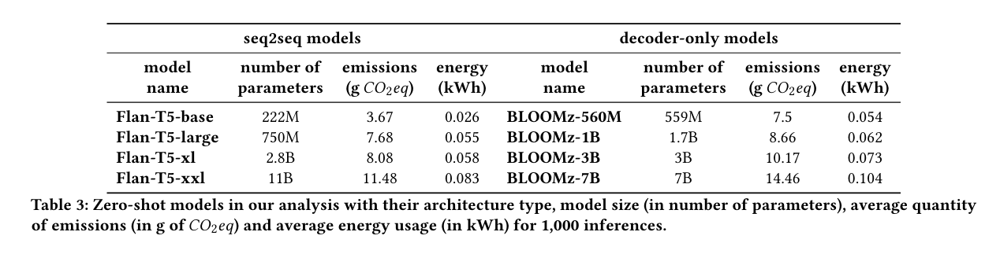 seq2seq models decoder-only models
model number of emissions energy model number of emissions energy
name parameters (g CO₂eq) (kWh) name parameters (g CO₂eq) (kWh)
Flan-T5-base 222M 3.67 0.026 BLOOMz-560M 559M 7.5 0.054
Flan-T5-large 750M 7.68 0.055 BLOOMz-1B 1.7B 8.66 0.062
Flan-T5-xl 2.8B 8.08 0.058 BLOOMz-3B 3B 10.17 0.073
Flan-T5-xxl 11B 11.48 0.083 BLOOMz-7B 7B 14.46 0.104
Table 3: Zero-shot models in our analysis with their architecture type, model size (in number of parameters), average quantity
of emissions (in g of CO₂eq) and average energy usage (in kWh) for 1,000 inferences.